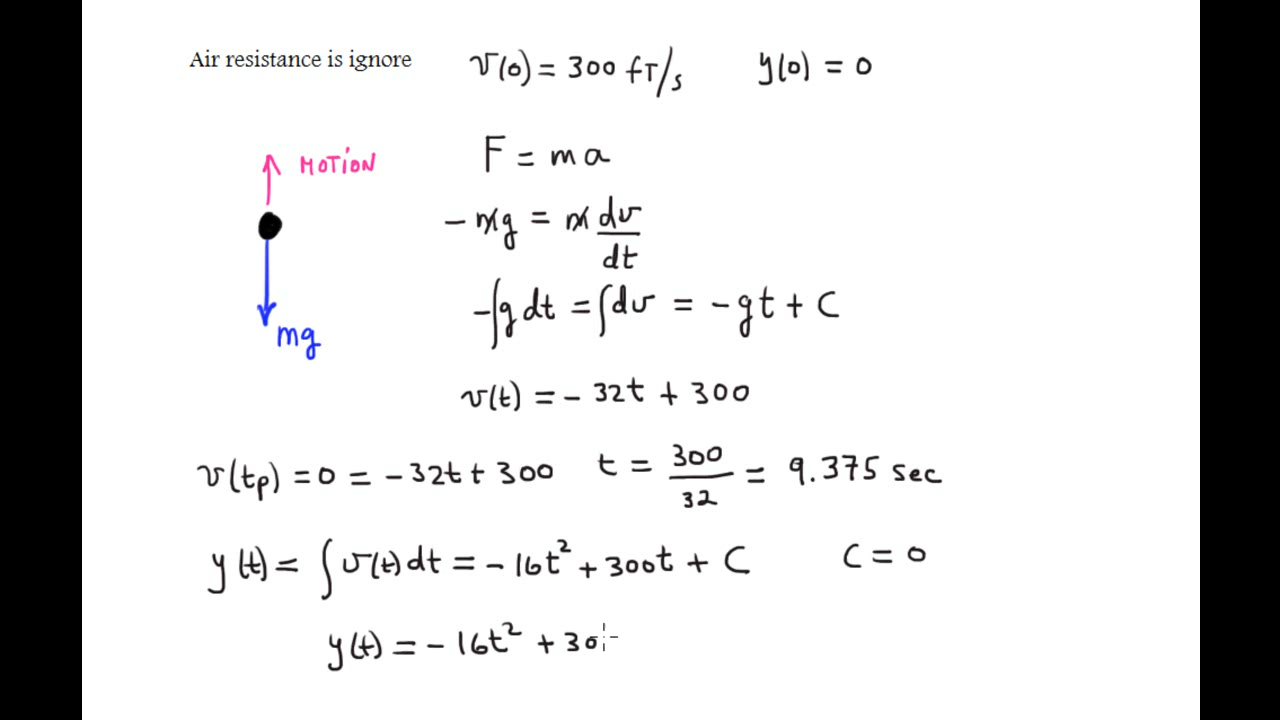 Air resistance is ignore
v(0) = 300 fT/s y(0) = 0
MOTION
F = ma
-mg = m dv/dt
mg
-∫g dt = ∫dv = -gt + C
v(t) = - 32t + 300
v(tp) = 0 = -32t + 300 t = 300/32 = 9.375 sec
y(t) = ∫v(t) dt = -16t² + 300t + C C = 0
y(t) = -16t² + 30